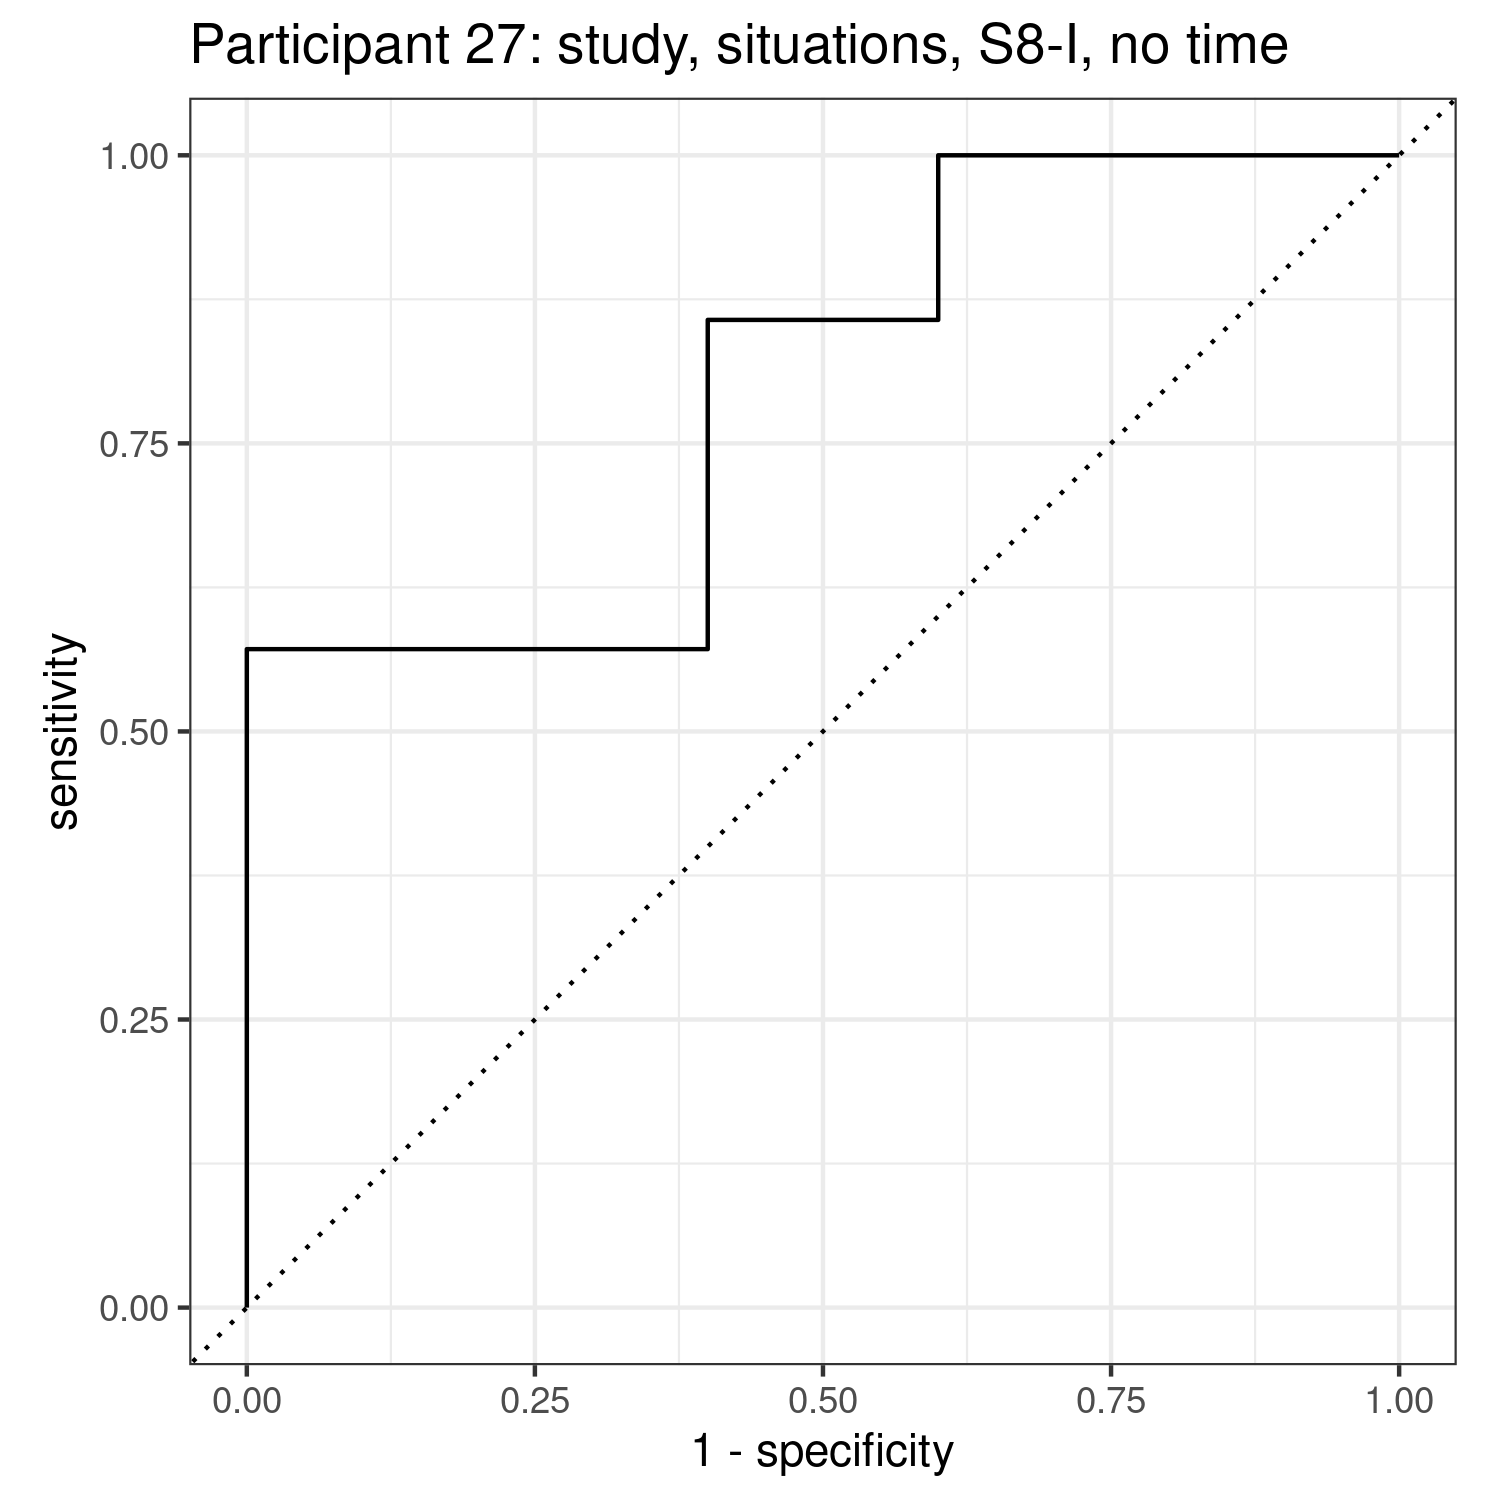 Participant 27: study, situations, S8-I, no time
sensitivity
1.00
0.75
0.50
0.25
0.00
0.00 0.25 0.50 0.75 1.00
1 - specificity